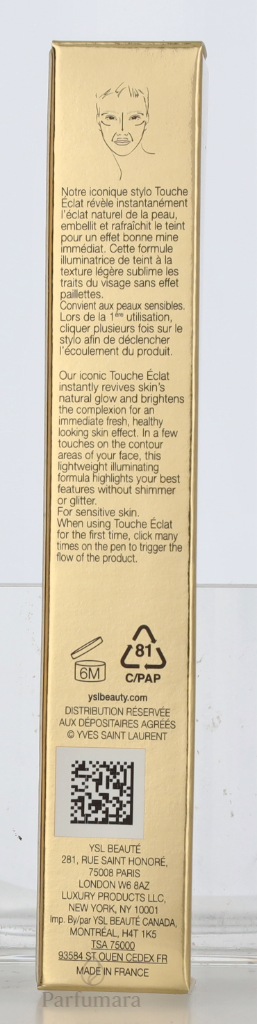 Notre iconique stylo Touche
Éclat révèle instantanément
l'éclat naturel de la peau,
embellit et rafraîchit le teint
pour un effet bonne mine
immédiat. Cette formule
illuminatrice de teint à la
texture légère sublime les
traits du visage sans effet
paillettes.
Convient aux peaux sensibles.
Lors de la 1ère utilisation,
cliquer plusieurs fois sur le
stylo afin de déclencher
l'écoulement du produit.
Our iconic Touche Éclat
instantly revives skin's
natural glow and brightens
the complexion for an
immediate fresh, healthy
looking skin effect. In a few
touches on the contour
areas of your face, this
lightweight illuminating
formula highlights your best
features without shimmer
or glitter.
For sensitive skin.
When using Touche Éclat
for the first time, click many
times on the pen to trigger the
flow of the product.
6M
81
C/PAP
yslbeauty.com
DISTRIBUTION RÉSERVÉE
AUX DÉPOSITAIRES AGRÉÉS
© YVES SAINT LAURENT
YSL BEAUTÉ
281, RUE SAINT HONORÉ,
75008 PARIS
LONDON W6 8AZ
LUXURY PRODUCTS LLC,
NEW YORK, NY 10001
Imp. By/par YSL BEAUTÉ CANADA,
MONTRÉAL, H4T 1K5
TSA 75000
93584 ST OUEN CEDEX FR
MADE IN FRANCE
Parfumara